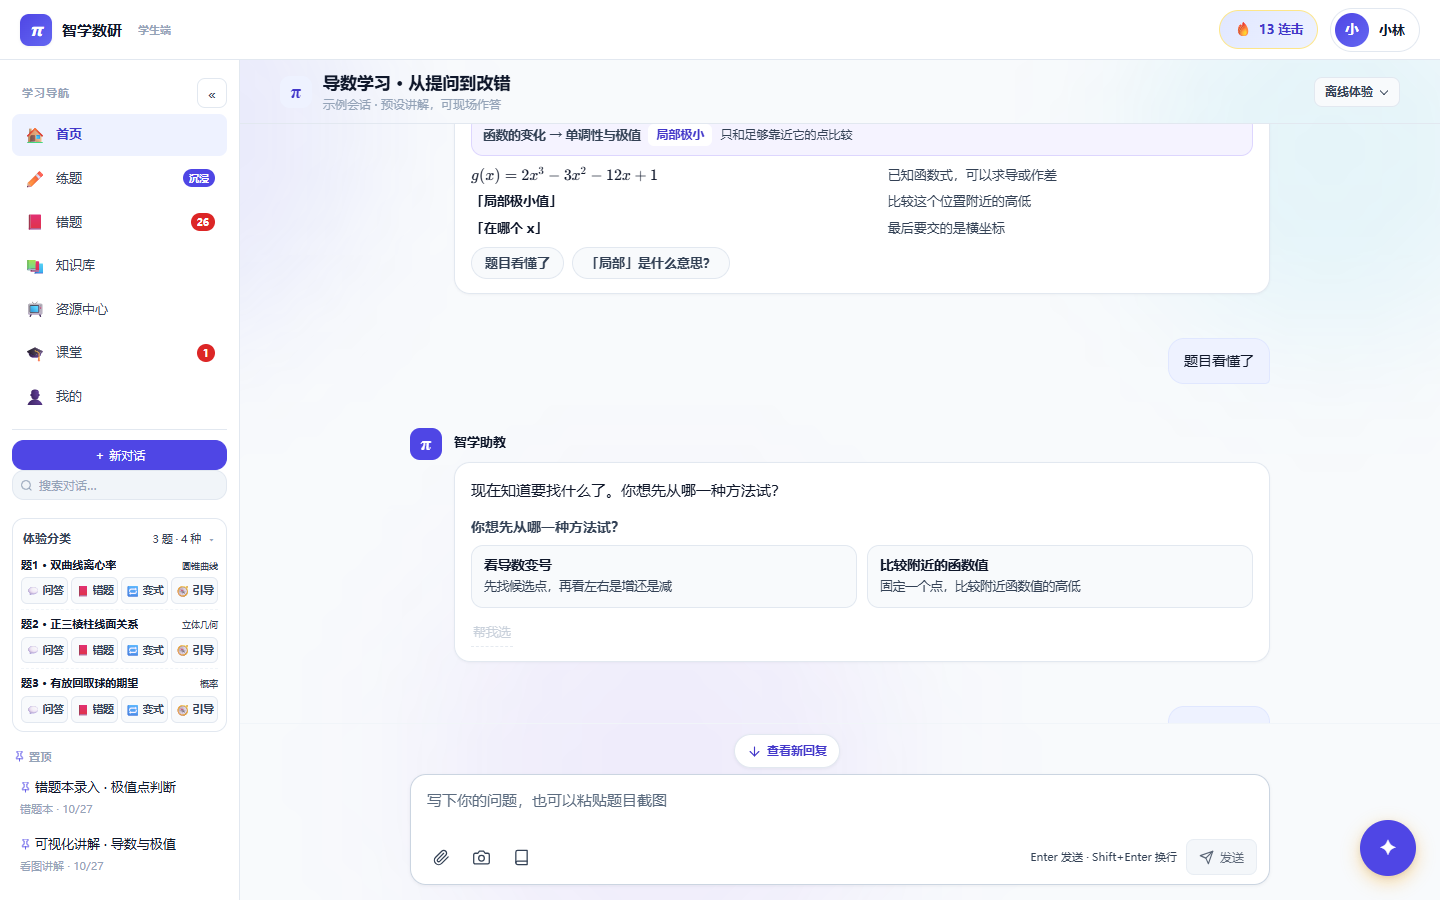 π 智学数研 学生端
13 连击
小 小林
学习导航 «
首页
练题 沉浸
错题 26
知识库
资源中心
课堂 1
我的
+ 新对话
搜索对话...
体验分类 3 题 · 4 种
题1 • 双曲线离心率 圆锥曲线
问答 错题 变式 引导
题2 • 正三棱柱线面关系 立体几何
问答 错题 变式 引导
题3 • 有放回取球的期望 概率
问答 错题 变式 引导
置顶
错题本录入 · 极值点判断
错题本 · 10/27
可视化讲解 · 导数与极值
看图讲解 · 10/27
π 导数学习 • 从提问到改错
示例会话 · 预设讲解，可现场作答
离线体验
函数的变化 → 单调性与极值 局部极小 只和足够靠近它的点比较
g(x) = 2x³ − 3x² − 12x + 1 已知函数式，可以求导或作差
「局部极小值」 比较这个位置附近的高低
「在哪个 x」 最后要交的是横坐标
题目看懂了 「局部」是什么意思？
题目看懂了
π 智学助教
现在知道要找什么了。你想先从哪一种方法试？
你想先从哪一种方法试？
看导数变号
先找候选点，再看左右是增还是减
比较附近的函数值
固定一个点，比较附近函数值的高低
帮我选
查看新回复
写下你的问题，也可以粘贴题目截图
Enter 发送 · Shift+Enter 换行 发送